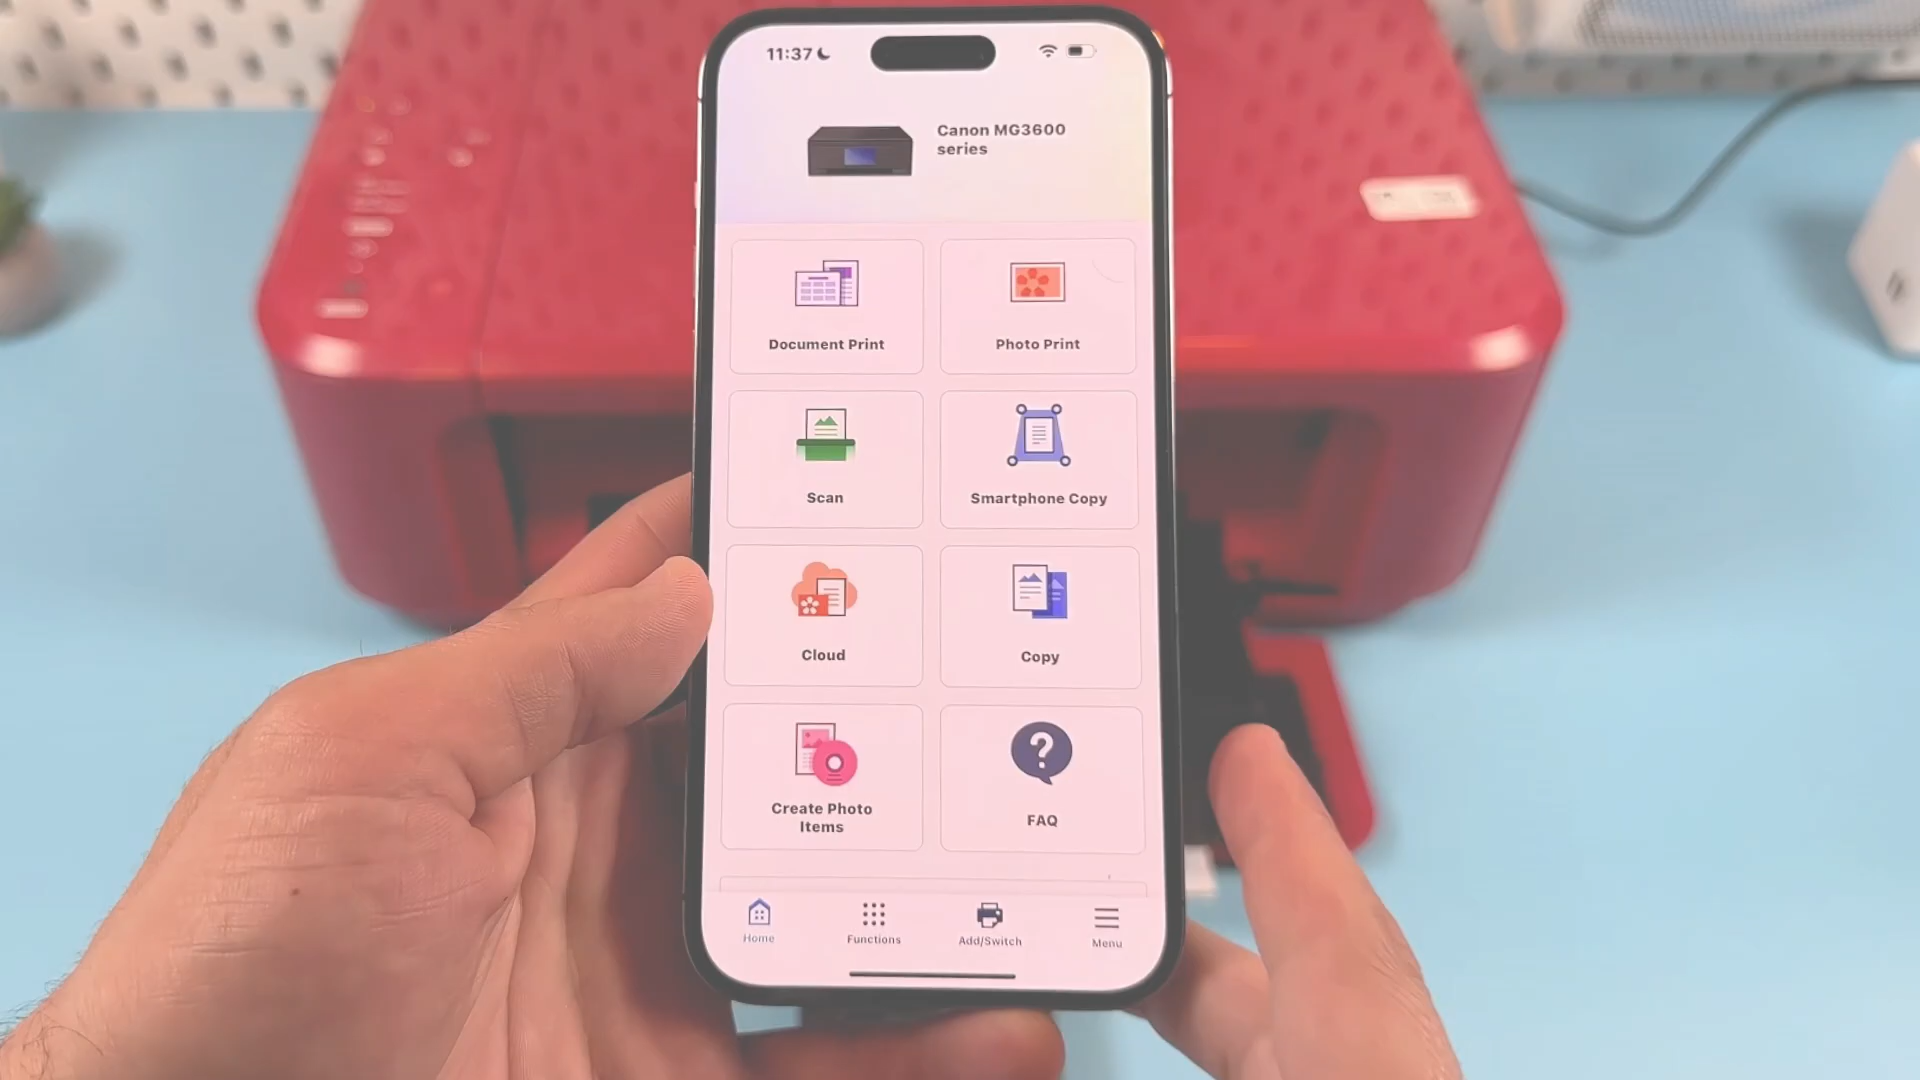 11:37
Canon MG3600
series
Document Print
Photo Print
Scan
Smartphone Copy
Cloud
Copy
Create Photo
Items
?
FAQ
Home
Functions
Add/Switch
Menu